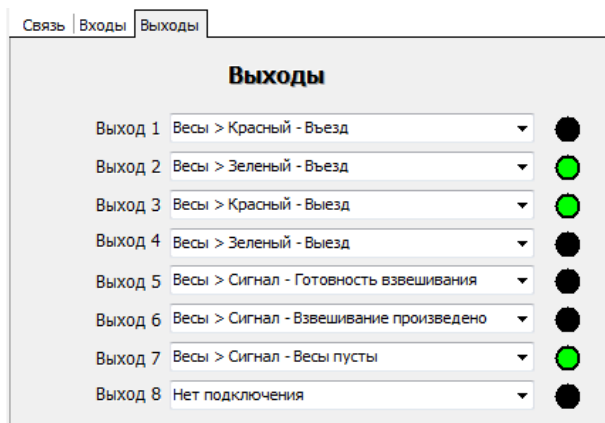 Связь Входы Выходы
Выходы
Выход 1 Весы > Красный - Въезд
Выход 2 Весы > Зеленый - Въезд
Выход 3 Весы > Красный - Выезд
Выход 4 Весы > Зеленый - Выезд
Выход 5 Весы > Сигнал - Готовность взвешивания
Выход 6 Весы > Сигнал - Взвешивание произведено
Выход 7 Весы > Сигнал - Весы пусты
Выход 8 Нет подключения